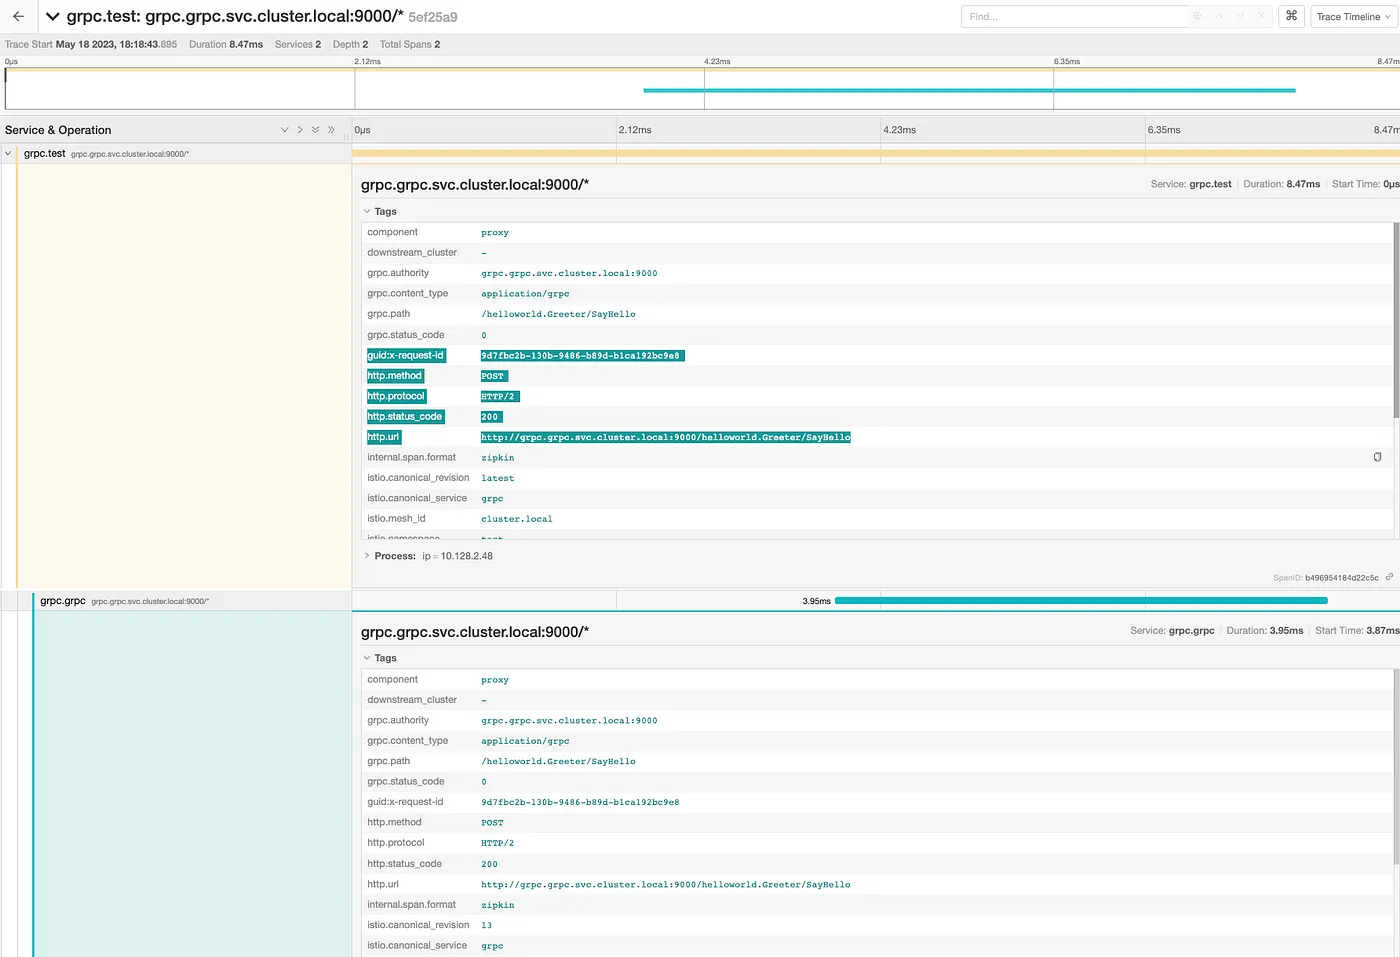 grpc.test: grpc.grpc.svc.cluster.local:9000/* 5ef25a9
Find...
Trace Timeline
Trace Start May 18 2023, 18:18:43.895 Duration 8.47ms Services 2 Depth 2 Total Spans 2
0µs 2.12ms 4.23ms 6.35ms 8.47m
Service & Operation 0µs 2.12ms 4.23ms 6.35ms 8.47m
grpc.test grpc.grpc.svc.cluster.local:9000/*
grpc.grpc.svc.cluster.local:9000/* Service: grpc.test Duration: 8.47ms Start Time: 0µs
Tags
component proxy
downstream_cluster -
grpc.authority grpc.grpc.svc.cluster.local:9000
grpc.content_type application/grpc
grpc.path /helloworld.Greeter/SayHello
grpc.status_code 0
guid:x-request-id 9d7fbc2b-130b-9486-b89d-b1ca192bc9e8
http.method POST
http.protocol HTTP/2
http.status_code 200
http.url http://grpc.grpc.svc.cluster.local:9000/helloworld.Greeter/SayHello
internal.span.format zipkin
istio.canonical_revision latest
istio.canonical_service grpc
istio.mesh_id cluster.local
istio.namespace test
Process: ip = 10.128.2.48
SpanID: b496954184d22c5c
grpc.grpc grpc.grpc.svc.cluster.local:9000/* 3.95ms
grpc.grpc.svc.cluster.local:9000/* Service: grpc.grpc Duration: 3.95ms Start Time: 3.87ms
Tags
component proxy
downstream_cluster -
grpc.authority grpc.grpc.svc.cluster.local:9000
grpc.content_type application/grpc
grpc.path /helloworld.Greeter/SayHello
grpc.status_code 0
guid:x-request-id 9d7fbc2b-130b-9486-b89d-b1ca192bc9e8
http.method POST
http.protocol HTTP/2
http.status_code 200
http.url http://grpc.grpc.svc.cluster.local:9000/helloworld.Greeter/SayHello
internal.span.format zipkin
istio.canonical_revision 13
istio.canonical_service grpc